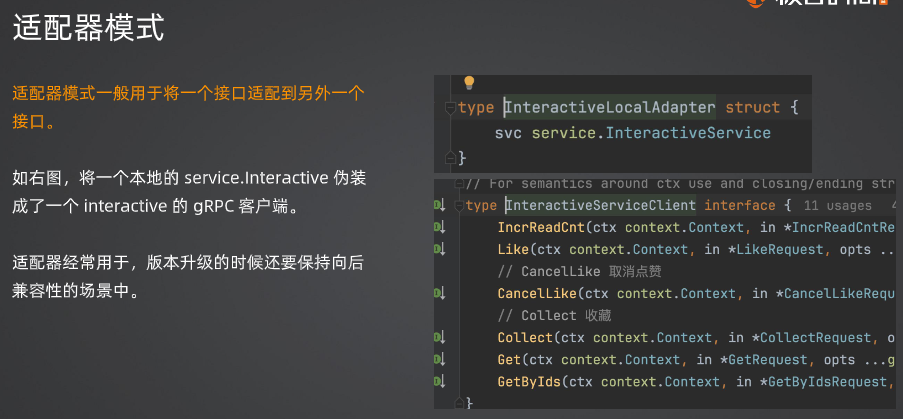 适配器模式
适配器模式一般用于将一个接口适配到另外一个
接口。
如右图，将一个本地的 service.Interactive 伪装
成了一个 interactive 的 gRPC 客户端。
适配器经常用于，版本升级的时候还要保持向后
兼容性的场景中。
type InteractiveLocalAdapter struct {
svc service.InteractiveService
}
// For semantics around ctx use and closing/ending str
type InteractiveServiceClient interface { 11 usages
IncrReadCnt(ctx context.Context, in *IncrReadCntRe
Like(ctx context.Context, in *LikeRequest, opts ..
// CancelLike 取消点赞
CancelLike(ctx context.Context, in *CancelLikeRequ
// Collect 收藏
Collect(ctx context.Context, in *CollectRequest, o
Get(ctx context.Context, in *GetRequest, opts ...g
GetByIds(ctx context.Context, in *GetByIdsRequest,
}